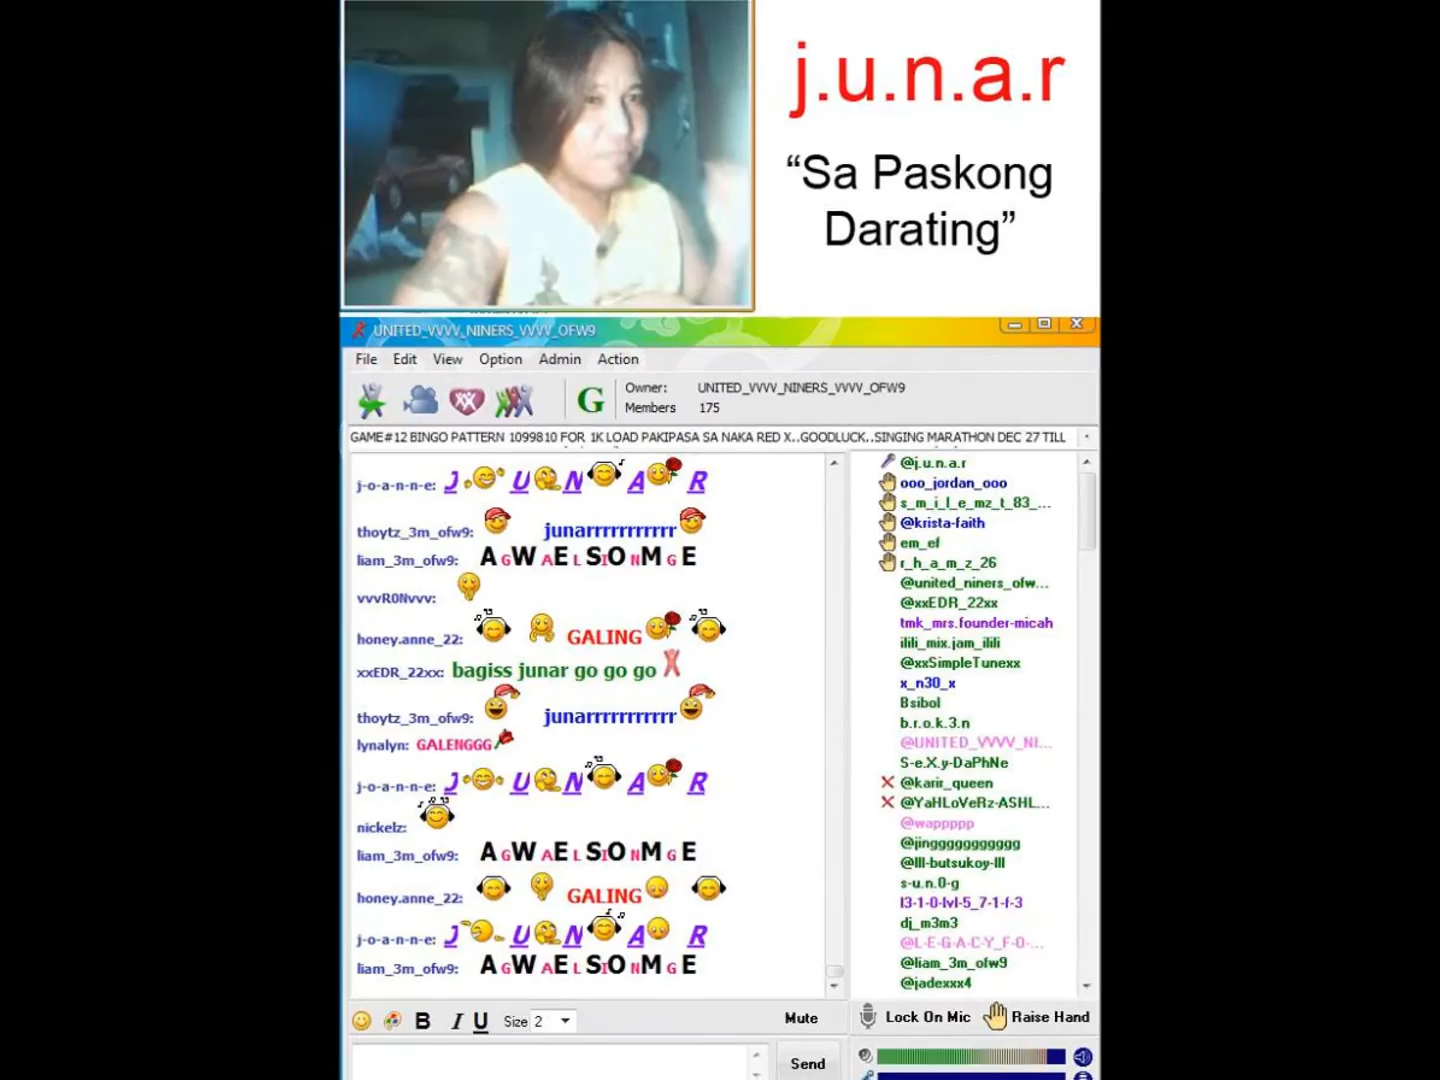 j.u.n.a.r
“Sa Paskong
Darating”
UNITED_VVVV_NINERS_VVVV_OFW9
File Edit View Option Admin Action
G
Owner: UNITED_VVVV_NINERS_VVVV_OFW9
Members 175
GAME#12 BINGO PATTERN 1099810 FOR 1K LOAD PAKIPASA SA NAKA RED X..GOODLUCK..SINGING MARATHON DEC 27 TILL
j-o-a-n-n-e: J U N A R
thoytz_3m_ofw9: junarrrrrrrrrrr
liam_3m_ofw9: A G W A E L S I O N M G E
vvvR0Nvvv:
honey.anne_22: GALING
xxEDR_22xx: bagiss junar go go go
thoytz_3m_ofw9: junarrrrrrrrrrr
lynalyn: GALENGGG
j-o-a-n-n-e: J U N A R
nickelz:
liam_3m_ofw9: A G W A E L S I O N M G E
honey.anne_22: GALING
j-o-a-n-n-e: J U N A R
liam_3m_ofw9: A G W A E L S I O N M G E
@j.u.n.a.r
ooo_jordan_ooo
s_m_i_l_e_mz_t_83_...
@krista-faith
em_ef
r_h_a_m_z_26
@united_niners_ofw...
@xxEDR_22xx
tmk_mrs.founder-micah
ilili_mix.jam_ilili
@xxSimpleTunexx
x_n30_x
Bsibol
b.r.o.k.3.n
@UNITED_VVVV_NI...
S-e.X.y-DaPhNe
@karir_queen
@YaHLoVeRz-ASHL...
@wappppp
@jinggggggggggg
@lll-butsukoy-lll
s-u.n.0-g
l3-1-0-lvl-5_7-1-f-3
dj_m3m3
@L-E-G-A-C-Y_F-O-...
@liam_3m_ofw9
@jadexxx4
B I U Size 2 Mute
Lock On Mic Raise Hand
Send